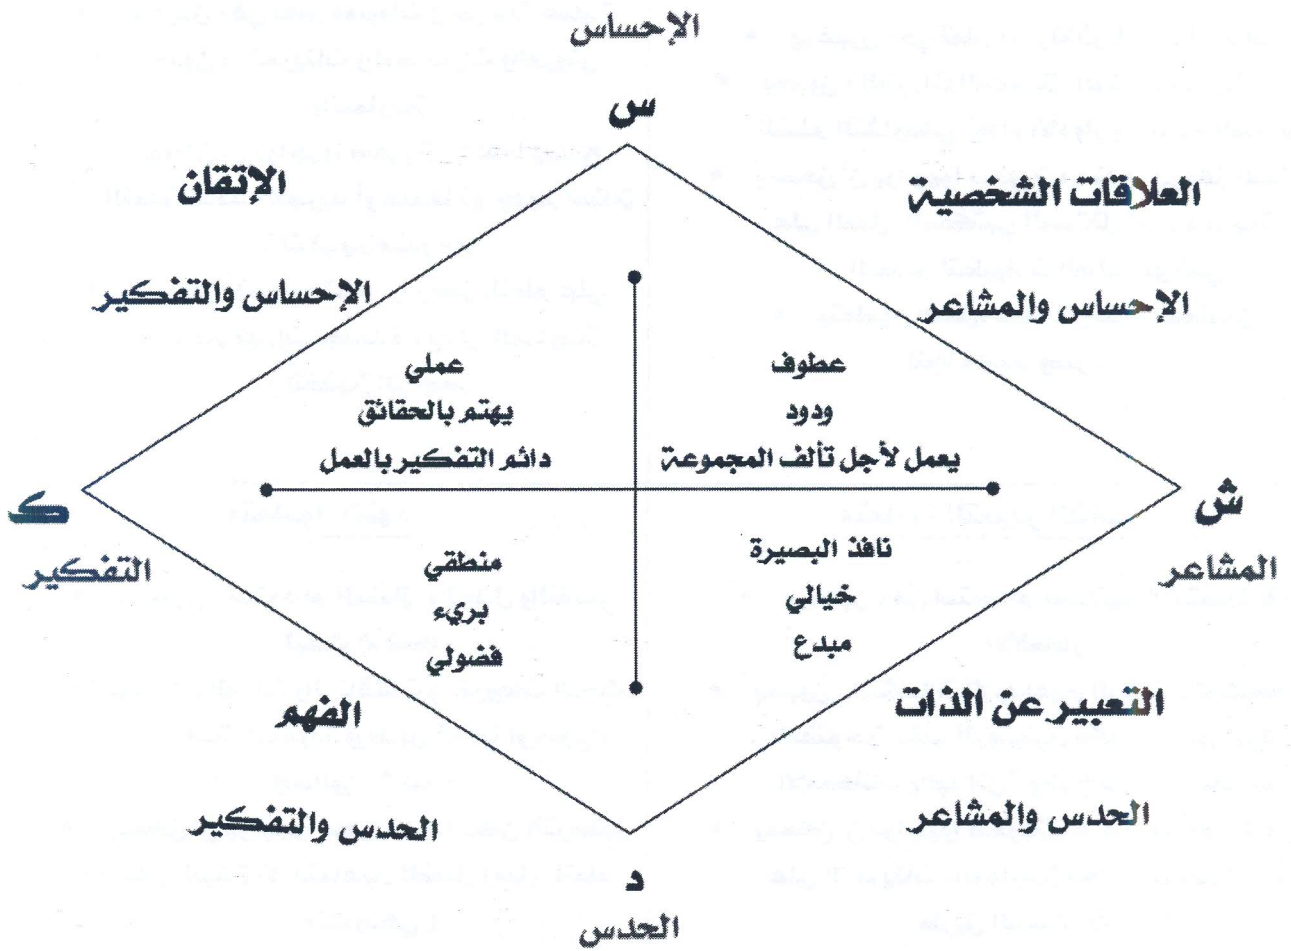 الإحساس
س
العلاقات الشخصية
الإتقان
الإحساس والمشاعر
الإحساس والتفكير
عطوف
ودود
يعمل لأجل تألف المجموعة
عملي
يهتم بالحقائق
دائم التفكير بالعمل
ش
المشاعر
ك
التفكير
نافذ البصيرة
خيالي
مبدع
منطقي
بريء
فضولي
التعبير عن الذات
الفهم
الحدس والمشاعر
الحدس والتفكير
د
الحدس